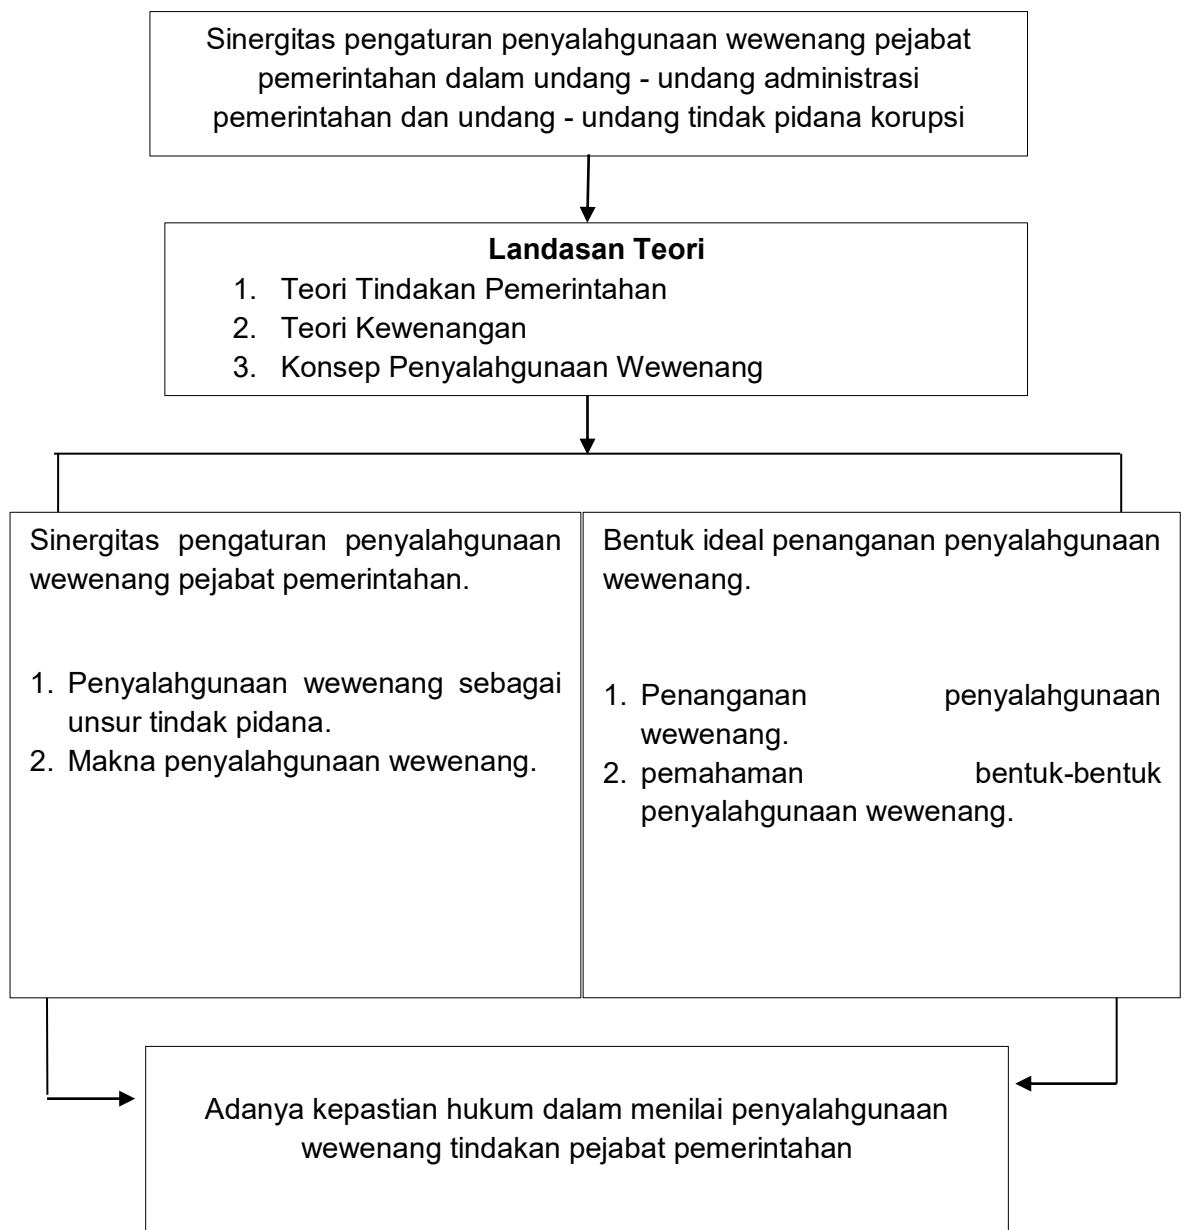 Sinergitas pengaturan penyalahgunaan wewenang pejabat
pemerintahan dalam undang - undang administrasi
pemerintahan dan undang - undang tindak pidana korupsi
Landasan Teori
1. Teori Tindakan Pemerintahan
2. Teori Kewenangan
3. Konsep Penyalahgunaan Wewenang
Sinergitas pengaturan penyalahgunaan
wewenang pejabat pemerintahan.
1. Penyalahgunaan wewenang sebagai
unsur tindak pidana.
2. Makna penyalahgunaan wewenang.
Bentuk ideal penanganan penyalahgunaan
wewenang.
1. Penanganan penyalahgunaan
wewenang.
2. pemahaman bentuk-bentuk
penyalahgunaan wewenang.
Adanya kepastian hukum dalam menilai penyalahgunaan
wewenang tindakan pejabat pemerintahan